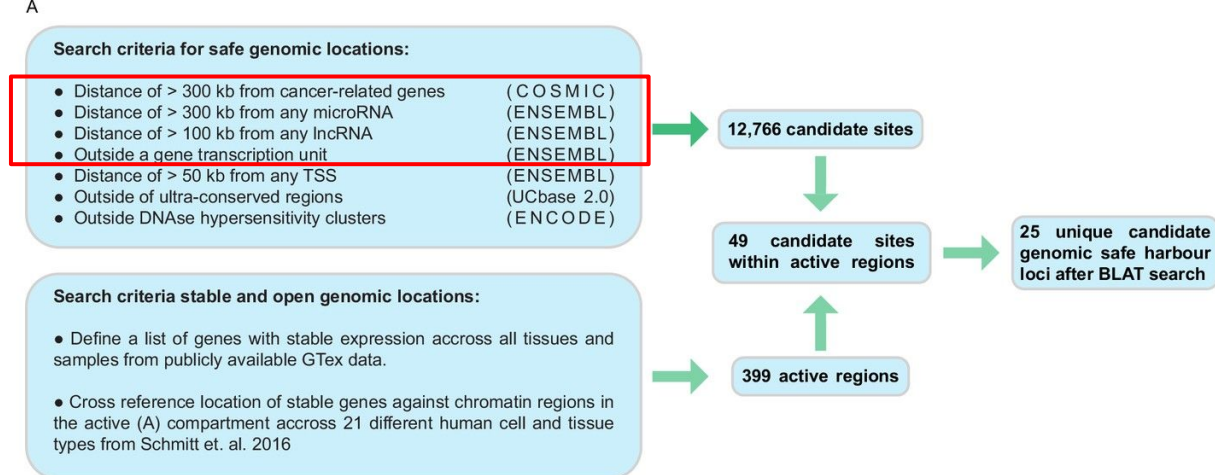 A
Search criteria for safe genomic locations:
● Distance of > 300 kb from cancer-related genes (COSMIC)
● Distance of > 300 kb from any microRNA (ENSEMBL)
● Distance of > 100 kb from any lncRNA (ENSEMBL)
● Outside a gene transcription unit (ENSEMBL)
● Distance of > 50 kb from any TSS (ENSEMBL)
● Outside of ultra-conserved regions (UCbase 2.0)
● Outside DNAse hypersensitivity clusters (ENCODE)
12,766 candidate sites
49 candidate sites
within active regions
25 unique candidate
genomic safe harbour
loci after BLAT search
Search criteria stable and open genomic locations:
● Define a list of genes with stable expression accross all tissues and
samples from publicly available GTex data.
● Cross reference location of stable genes against chromatin regions in
the active (A) compartment accross 21 different human cell and tissue
types from Schmitt et. al. 2016
399 active regions